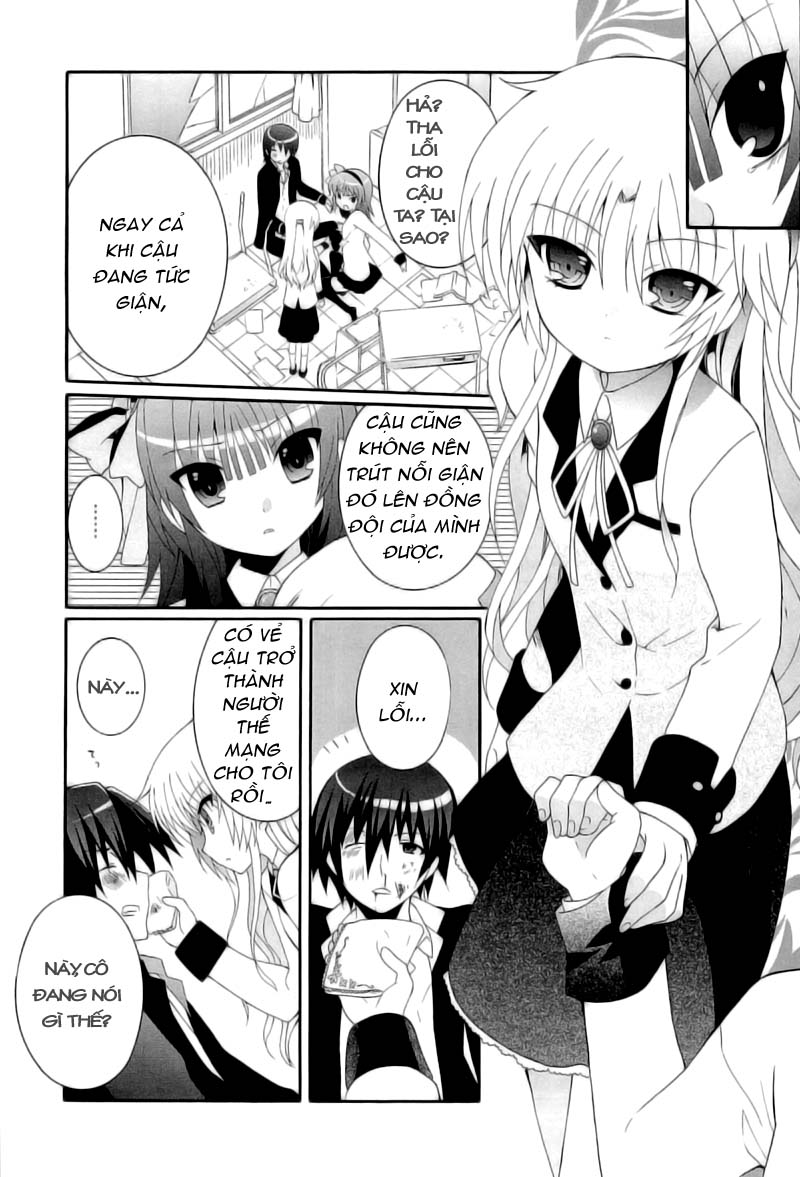 HẢ?
THA
LỖI
CHO
CẬU
TA? TẠI
SAO?
NGAY CẢ
KHI CẬU
ĐANG TỨC
GIẬN,
CẬU CŨNG
KHÔNG NÊN
TRÚT NỖI GIẬN
ĐÓ LÊN ĐỒNG
ĐỘI CỦA MÌNH
ĐƯỢC.
......
XIN
LỖI...
CÓ VẺ
CẬU TRỞ
THÀNH
NGƯỜI
THẾ
MẠNG
CHO TÔI
RỒI..
NÀY...
NÀY, CÔ
ĐANG NÓI
GÌ THẾ?